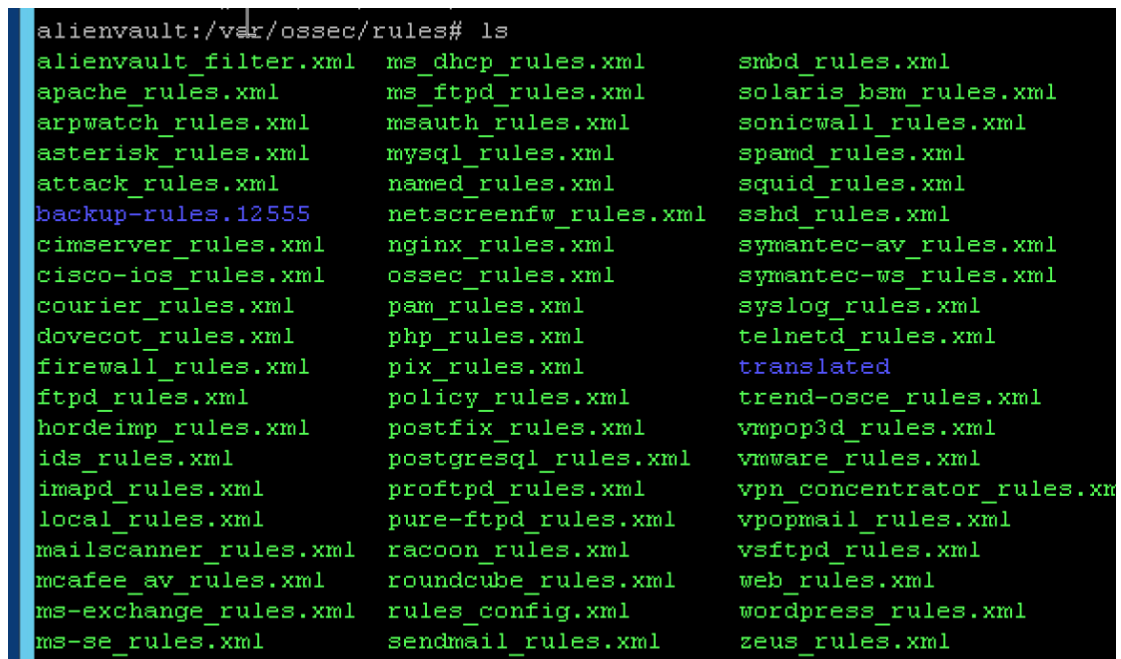 alienvault:/var/ossec/rules# ls
alienvault_filter.xml ms_dhcp_rules.xml smbd_rules.xml
apache_rules.xml ms_ftpd_rules.xml solaris_bsm_rules.xml
arpwatch_rules.xml msauth_rules.xml sonicwall_rules.xml
asterisk_rules.xml mysql_rules.xml spamd_rules.xml
attack_rules.xml named_rules.xml squid_rules.xml
backup-rules.12555 netscreenfw_rules.xml sshd_rules.xml
cimserver_rules.xml nginx_rules.xml symantec-av_rules.xml
cisco-ios_rules.xml ossec_rules.xml symantec-ws_rules.xml
courier_rules.xml pam_rules.xml syslog_rules.xml
dovecot_rules.xml php_rules.xml telnetd_rules.xml
firewall_rules.xml pix_rules.xml translated
ftpd_rules.xml policy_rules.xml trend-osce_rules.xml
hordeimp_rules.xml postfix_rules.xml vmpop3d_rules.xml
ids_rules.xml postgresql_rules.xml vmware_rules.xml
imapd_rules.xml proftpd_rules.xml vpn_concentrator_rules.xm
local_rules.xml pure-ftpd_rules.xml vpopmail_rules.xml
mailscanner_rules.xml racoon_rules.xml vsftpd_rules.xml
mcafee_av_rules.xml roundcube_rules.xml web_rules.xml
ms-exchange_rules.xml rules_config.xml wordpress_rules.xml
ms-se_rules.xml sendmail_rules.xml zeus_rules.xml